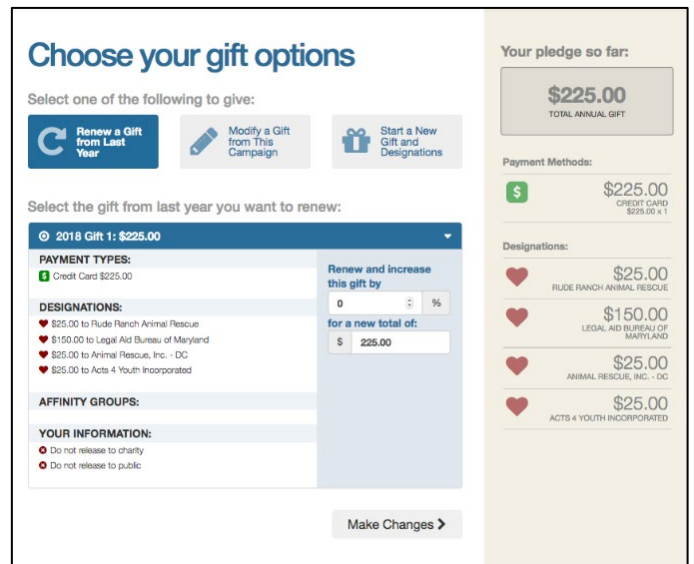 Choose your gift options
Select one of the following to give:
Renew a Gift
from Last
Year
Modify a Gift
from This
Campaign
Start a New
Gift and
Designations
Select the gift from last year you want to renew:
2018 Gift 1: $225.00
PAYMENT TYPES:
$ Credit Card $225.00
DESIGNATIONS:
$25.00 to Rude Ranch Animal Rescue
$150.00 to Legal Aid Bureau of Maryland
$25.00 to Animal Rescue, Inc. - DC
$25.00 to Acts 4 Youth Incorporated
AFFINITY GROUPS:
YOUR INFORMATION:
Do not release to charity
Do not release to public
Renew and increase
this gift by
0 %
for a new total of:
$ 225.00
Make Changes
Your pledge so far:
$225.00
TOTAL ANNUAL GIFT
Payment Methods:
$ $225.00
CREDIT CARD
$225.00 x 1
Designations:
$25.00
RUDE RANCH ANIMAL RESCUE
$150.00
LEGAL AID BUREAU OF
MARYLAND
$25.00
ANIMAL RESCUE, INC. - DC
$25.00
ACTS 4 YOUTH INCORPORATED